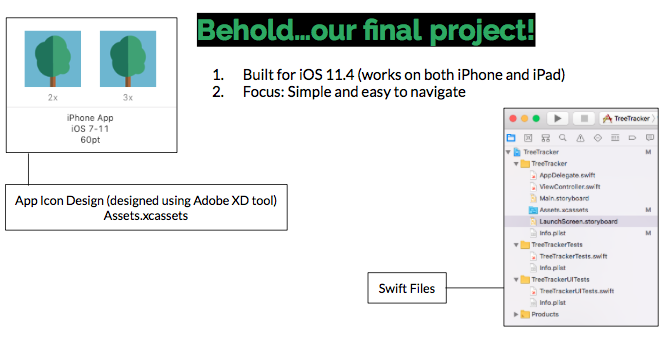 Behold...our final project!
1. Built for iOS 11.4 (works on both iPhone and iPad)
2. Focus: Simple and easy to navigate
2x 3x
iPhone App
iOS 7-11
60pt
App Icon Design (designed using Adobe XD tool)
Assets.xcassets
Swift Files
TreeTracker
TreeTracker M
TreeTracker
AppDelegate.swift
ViewController.swift
Main.storyboard
Assets.xcassets M
LaunchScreen.storyboard
Info.plist M
TreeTrackerTests
TreeTrackerTests.swift
Info.plist
TreeTrackerUITests
TreeTrackerUITests.swift
Info.plist
Products